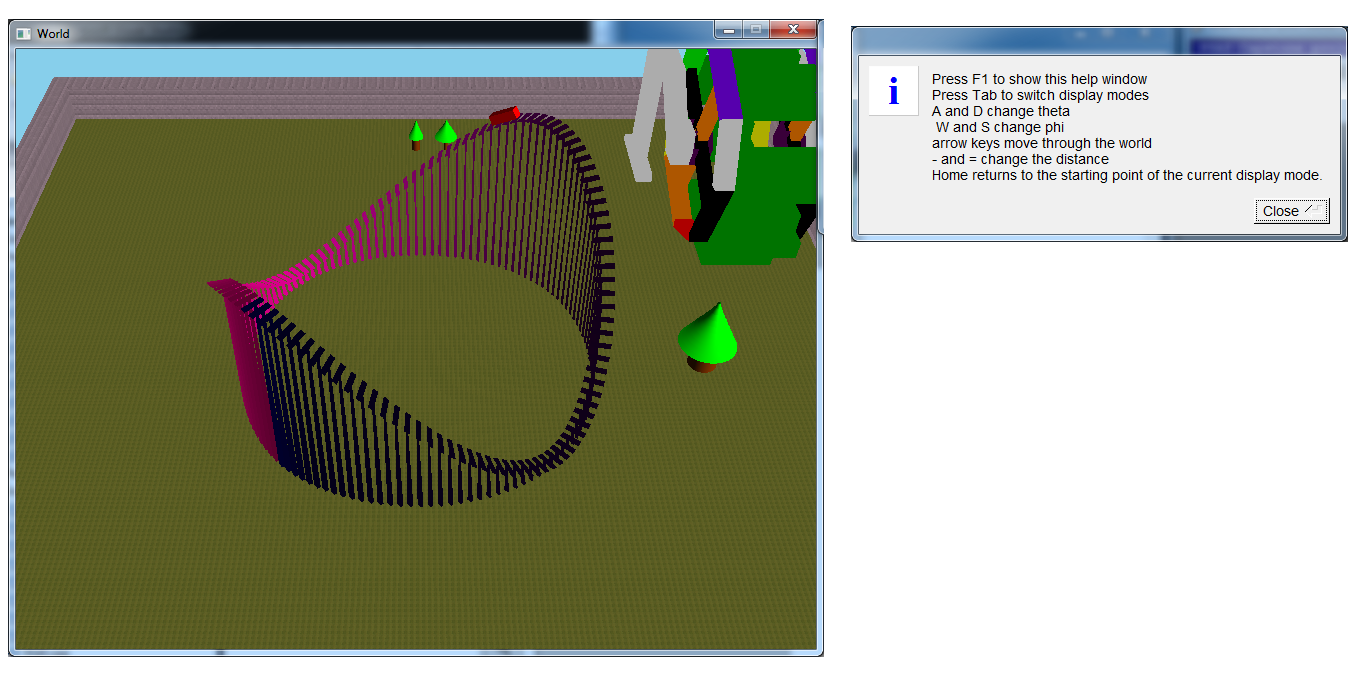 World
Press F1 to show this help window
Press Tab to switch display modes
A and D change theta
W and S change phi
arrow keys move through the world
- and = change the distance
Home returns to the starting point of the current display mode.
Close